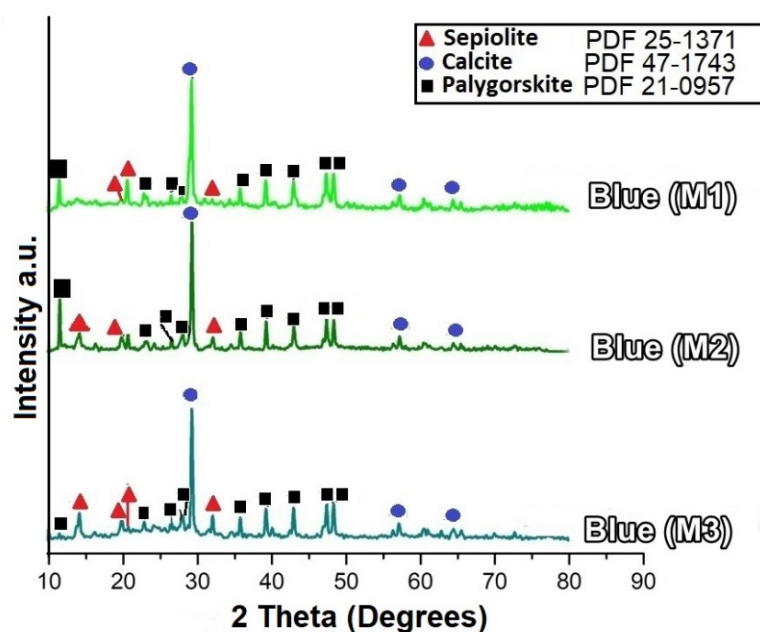 Sepiolite PDF 25-1371
Calcite PDF 47-1743
Palygorskite PDF 21-0957
Blue (M1)
Blue (M2)
Blue (M3)
Intensity a.u.
10 20 30 40 50 60 70 80 90
2 Theta (Degrees)